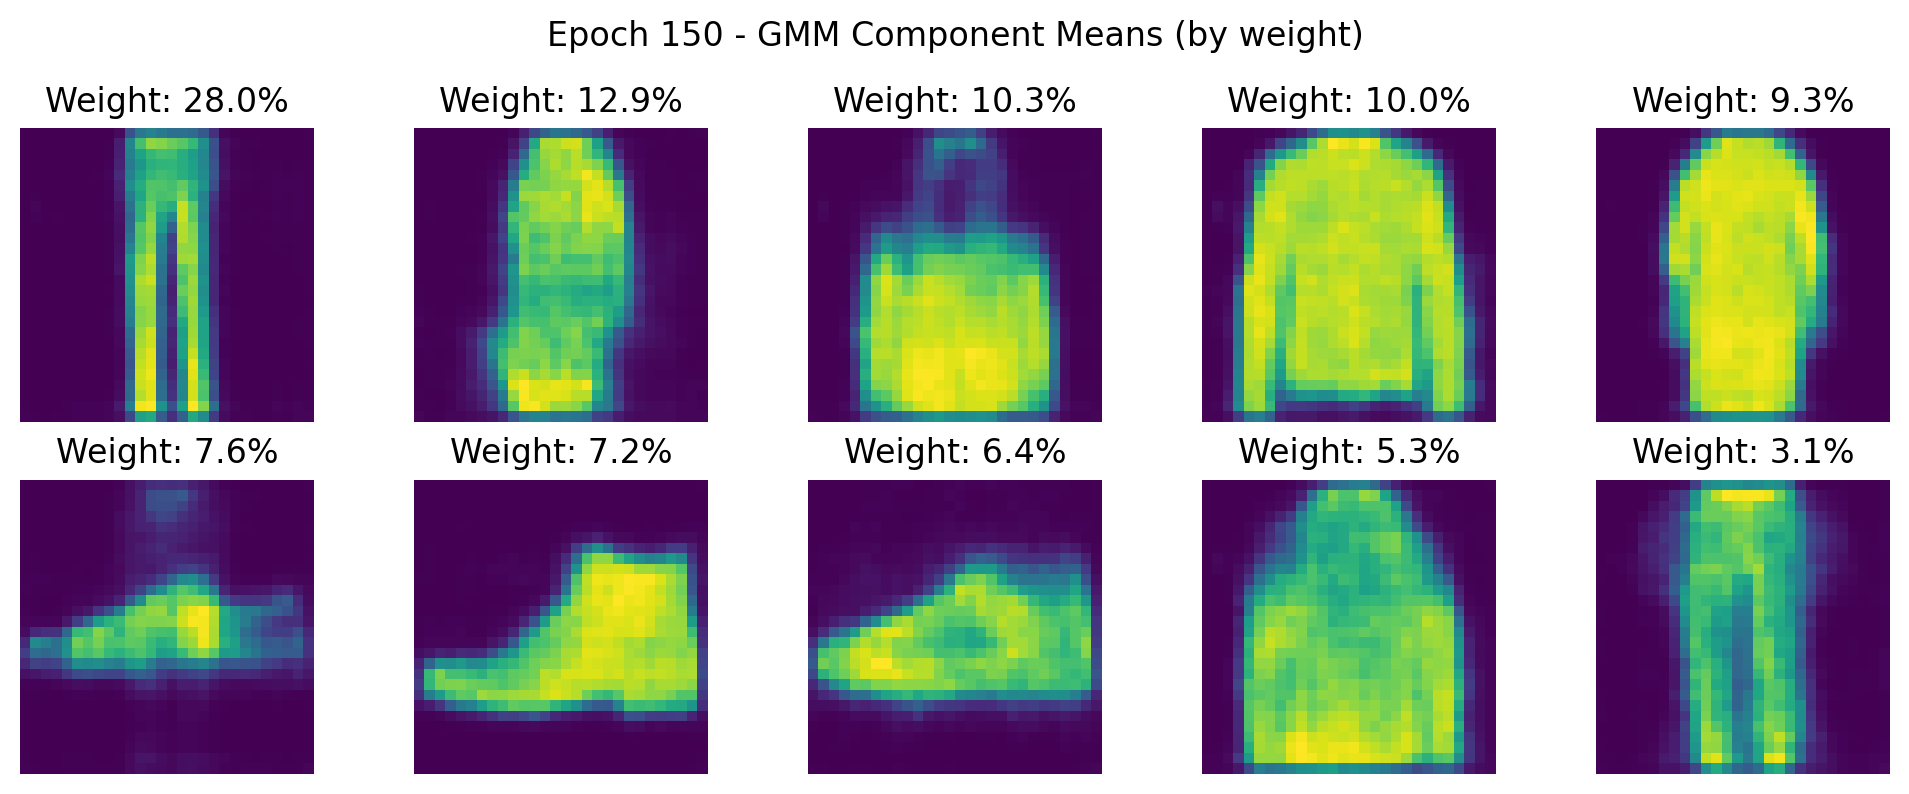 Epoch 150 - GMM Component Means (by weight)
Weight: 28.0%
Weight: 12.9%
Weight: 10.3%
Weight: 10.0%
Weight: 9.3%
Weight: 7.6%
Weight: 7.2%
Weight: 6.4%
Weight: 5.3%
Weight: 3.1%